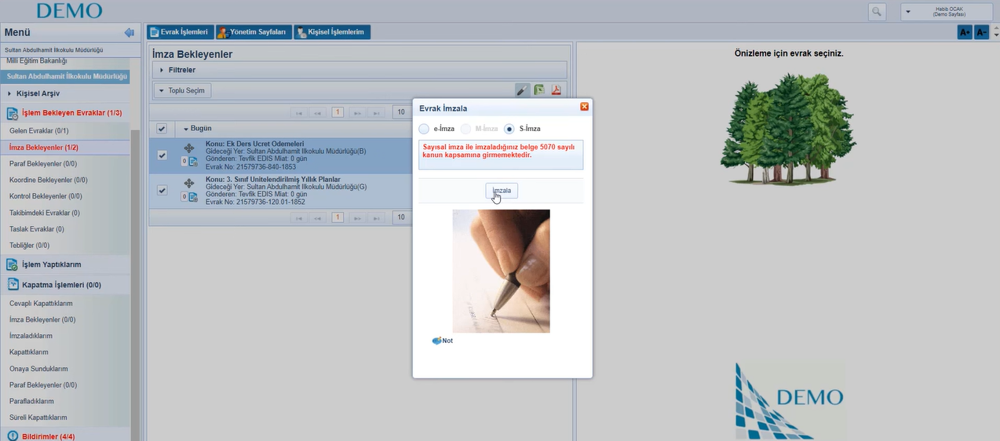 DEMO
Habib OCAK
(Demo Sayfası)
Menü
Evrak İşlemleri
Yönetim Sayfaları
Kişisel İşlemlerim
A+
A-
Sultan Abdulhamit İlkokulu Müdürlüğü
Milli Eğitim Bakanlığı
Sultan Abdulhamit İlkokulu Müdürlüğü
Kişisel Arşiv
İşlem Bekleyen Evraklar (1/3)
Gelen Evraklar (0/1)
İmza Bekleyenler (1/2)
Paraf Bekleyenler (0/0)
Koordine Bekleyenler (0/0)
Kontrol Bekleyenler (0/0)
Takibimdeki Evraklar (0)
Taslak Evraklar (0)
Tebliğler (0/0)
İşlem Yaptıklarım
Kapatma İşlemleri (0/0)
Cevaplı Kapattıklarım
İmza Bekleyenler (0/0)
İmzaladıklarım
Kapattıklarım
Onaya Sunduklarım
Paraf Bekleyenler (0/0)
Parafladıklarım
Süreli Kapattıklarım
Bildirimler (4/4)
İmza Bekleyenler
Filtreler
Toplu Seçim
1
10
Bugün
Konu: Ek Ders Ücret Ödemeleri
Gideceği Yer: Sultan Abdulhamit İlkokulu Müdürlüğü(B)
Gönderen: Tevfik EDİS Miat: 0 gün
Evrak No: 21579736-840-1853
0
Konu: 3. Sınıf Ünitelendirilmiş Yıllık Planlar
Gideceği Yer: Sultan Abdulhamit İlkokulu Müdürlüğü(G)
Gönderen: Tevfik EDİS Miat: 0 gün
Evrak No: 21579736-120.01-1852
0
1
10
Evrak İmzala
e-İmza
M-İmza
S-İmza
Sayısal imza ile imzaladığınız belge 5070 sayılı
kanun kapsamına girmemektedir.
İmzala
Not
Önizleme için evrak seçiniz.
DEMO